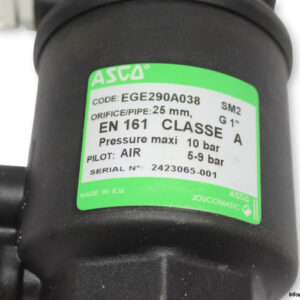 ASCO®
CODE: EGE290A038 SM2
ORIFICE/PIPE: 25 mm, G 1"
EN 161 CLASSE A
Pressure maxi 10 bar
PILOT: AIR 5-9 bar
SERIAL N°: 2423065-001
MADE IN E.U.
ASCO
JOUCOMATIC